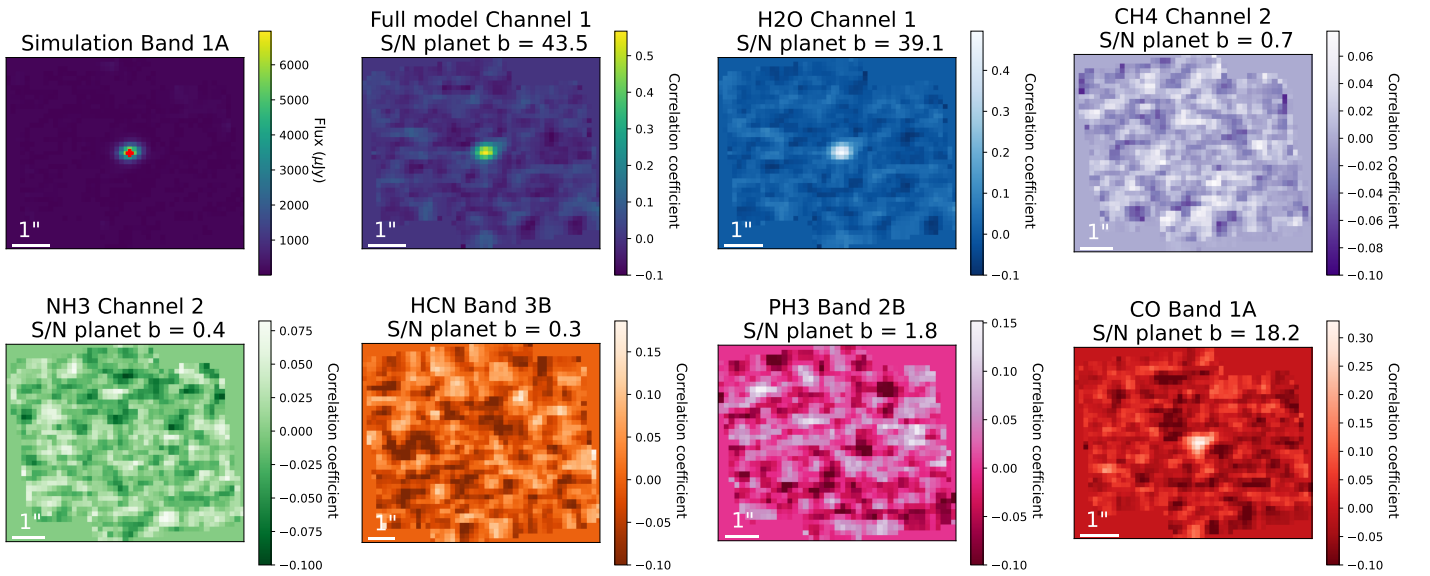 Simulation Band 1A
6000
5000
4000
3000
2000
1000
Flux (μJy)
1"
Full model Channel 1
S/N planet b = 43.5
0.5
0.4
0.3
0.2
0.1
0.0
−0.1
Correlation coefficient
H2O Channel 1
S/N planet b = 39.1
0.4
0.3
0.2
0.1
0.0
−0.1
Correlation coefficient
1"
CH4 Channel 2
S/N planet b = 0.7
0.06
0.04
0.02
0.00
−0.02
−0.04
−0.06
−0.08
−0.10
Correlation coefficient
1"
1"
NH3 Channel 2
S/N planet b = 0.4
0.075
0.050
0.025
0.000
−0.025
−0.050
−0.075
−0.100
Correlation coefficient
1"
HCN Band 3B
S/N planet b = 0.3
0.15
0.10
0.05
0.00
−0.05
−0.10
Correlation coefficient
1"
PH3 Band 2B
S/N planet b = 1.8
0.15
0.10
0.05
0.00
−0.05
−0.10
Correlation coefficient
1"
CO Band 1A
S/N planet b = 18.2
0.30
0.25
0.20
0.15
0.10
0.05
0.00
−0.05
−0.10
Correlation coefficient
1"